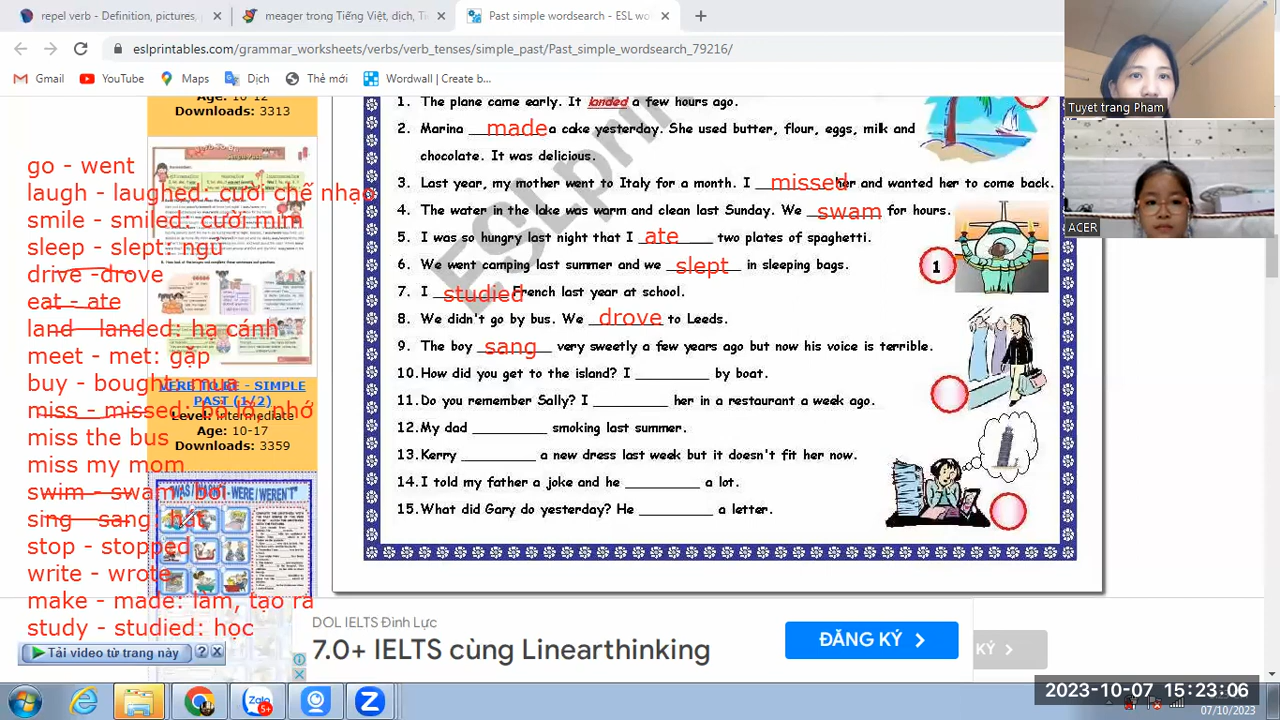 repel verb - Definition, pictures,
meager trong Tiếng Việt, dịch, Ti
Past simple wordsearch - ESL wo
eslprintables.com/grammar_worksheets/verbs/verb_tenses/simple_past/Past_simple_wordsearch_79216/
Gmail
YouTube
Maps
Dịch
Thẻ mới
Wordwall | Create b...
Tuyet trang Pham
ACER
Age: 10-12
Downloads: 3313
go - went
laugh - laughed: cười chế nhạo
smile - smiled: cười mỉm
sleep - slept: ngủ
drive - drove
eat - ate
land - landed: hạ cánh
meet - met: gặp
buy - bought: mua
VERB TO BE - SIMPLE
PAST (1/2)
miss - missed: bỏ lỡ, nhớ
Level: intermediate
Age: 10-17
miss the bus
Downloads: 3359
miss my mom
swim - swam: bơi
"WAS / WASN'T - WERE / WEREN'T"
sing - sang: hát
stop - stopped
write - wrote
make - made: làm, tạo ra
study - studied: học
Tải video từ trang này ? X
1. The plane came early. It landed a few hours ago.
2. Marina made a cake yesterday. She used butter, flour, eggs, milk and
chocolate. It was delicious.
3. Last year, my mother went to Italy for a month. I missed her and wanted her to come back.
4. The water in the lake was warm and clean last Sunday. We swam for hours.
5. I was so hungry last night that I ate two plates of spaghetti.
6. We went camping last summer and we slept in sleeping bags.
7. I studied French last year at school.
8. We didn't go by bus. We drove to Leeds.
9. The boy sang very sweetly a few years ago but now his voice is terrible.
10. How did you get to the island? I __________ by boat.
11. Do you remember Sally? I __________ her in a restaurant a week ago.
12. My dad __________ smoking last summer.
13. Kerry __________ a new dress last week but it doesn't fit her now.
14. I told my father a joke and he __________ a lot.
15. What did Gary do yesterday? He __________ a letter.
1
DOL IELTS Đình Lực
7.0+ IELTS cùng Linearthinking
ĐĂNG KÝ
KÝ
Zalo
5+
2023-10-07 15:23:06
07/10/2023